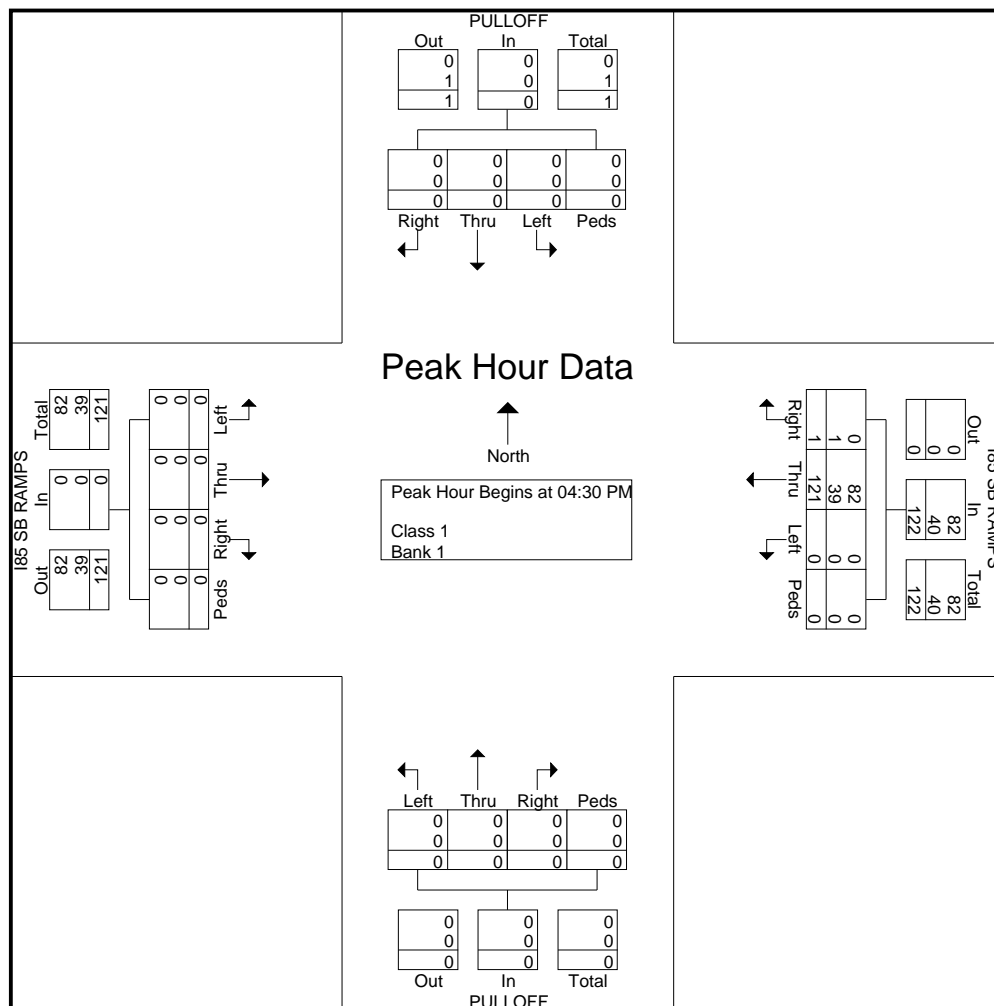 PULLOFF
Out In Total
0 0 0
1 0 1
1 0 1
0 0 0 0
0 0 0 0
0 0 0 0
Right Thru Left Peds
Peak Hour Data
North
Peak Hour Begins at 04:30 PM
Class 1
Bank 1
I85 SB RAMPS
Out In Total
82 0 82
39 0 39
121 0 121
0 0 0 0
0 0 0 0
0 0 0 0
Peds Right Thru Left
I85 SB RAMPS
Out In Total
0 82 82
0 40 40
0 122 122
0 82 0 0
1 39 0 0
1 121 0 0
Right Thru Left Peds
Left Thru Right Peds
0 0 0 0
0 0 0 0
0 0 0 0
0 0 0
0 0 0
0 0 0
Out In Total
PULLOFF